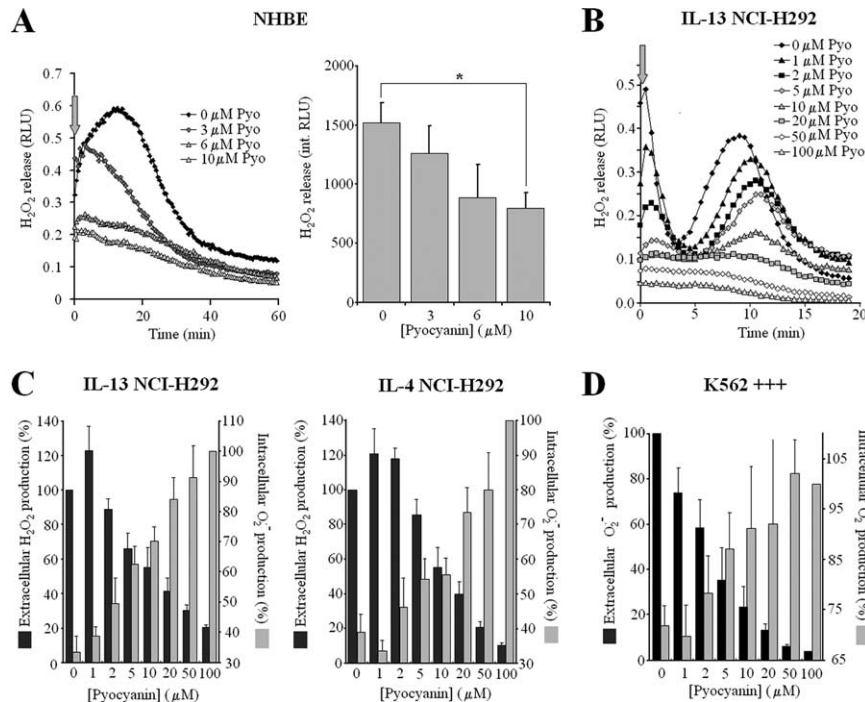 A
NHBE
H₂O₂ release (RLU)
0.7
0.6
0.5
0.4
0.3
0.2
0.1
0
0 20 40 60
Time (min)
0 µM Pyo
3 µM Pyo
6 µM Pyo
10 µM Pyo
H₂O₂ release (int. RLU)
2000
1500
1000
500
0
*
0 3 6 10
[Pyocyanin] (µM)
B
IL-13 NCI-H292
H₂O₂ release (RLU)
0.5
0.4
0.3
0.2
0.1
0.0
0 5 10 15 20
Time (min)
0 µM Pyo
1 µM Pyo
2 µM Pyo
5 µM Pyo
10 µM Pyo
20 µM Pyo
50 µM Pyo
100 µM Pyo
C
IL-13 NCI-H292
Extracellular H₂O₂ production (%)
140
120
100
80
60
40
20
0
110
100
90
80
70
60
50
40
30
Intracellular O₂·⁻
production (%)
0 1 2 5 10 20 50 100
[Pyocyanin] (µM)
IL-4 NCI-H292
Extracellular H₂O₂ production (%)
140
120
100
80
60
40
20
0
100
90
80
70
60
50
40
30
Intracellular O₂·⁻
production (%)
0 1 2 5 10 20 50 100
[Pyocyanin] (µM)
D
K562 +++
Extracellular O₂·⁻ production (%)
100
80
60
40
20
0
105
95
85
75
65
Intracellular O₂·⁻
production (%)
0 1 2 5 10 20 50 100
[Pyocyanin] (µM)